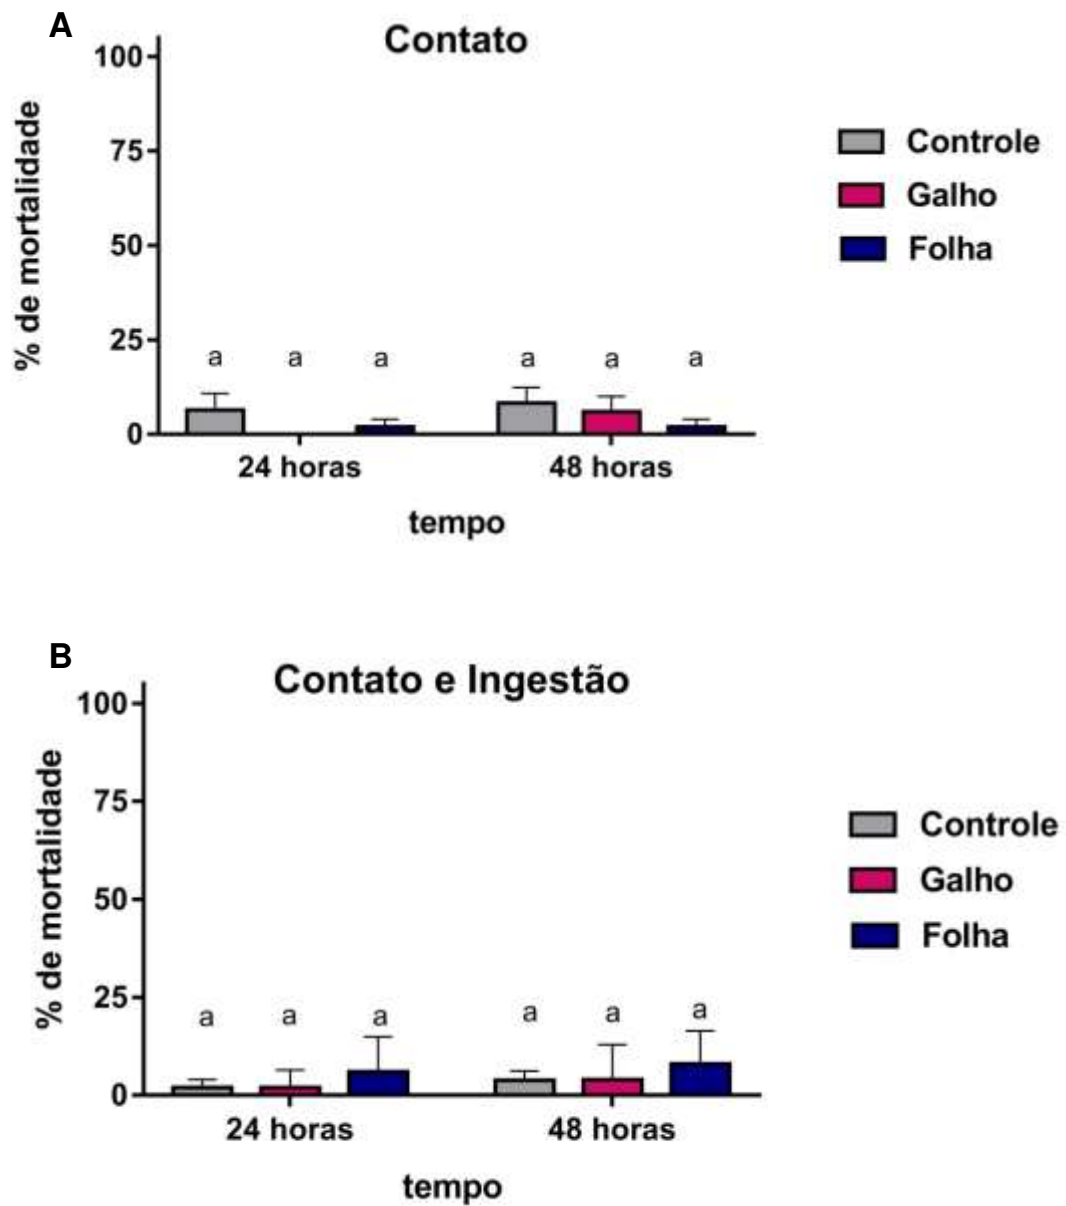 A
Contato
% de mortalidade
100
75
50
25
0
a a a a a a
24 horas 48 horas
tempo
Controle
Galho
Folha
B
Contato e Ingestão
% de mortalidade
100
75
50
25
0
a a a a a a
24 horas 48 horas
tempo
Controle
Galho
Folha